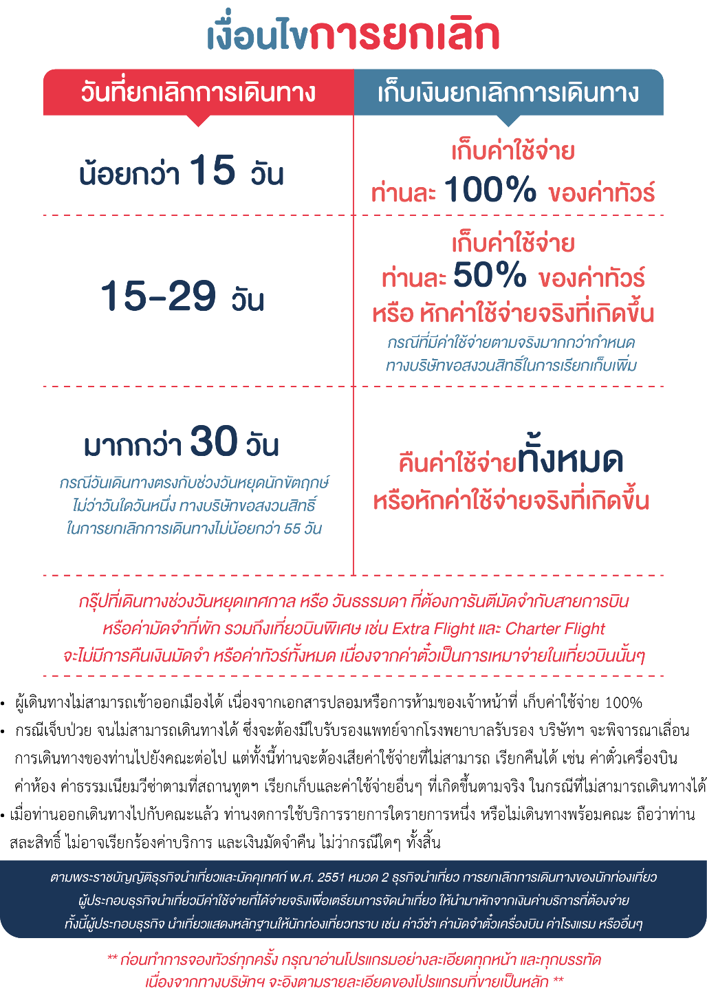 เงื่อนไขการยกเลิก
วันที่ยกเลิกการเดินทาง
เก็บเงินยกเลิกการเดินทาง
น้อยกว่า 15 วัน
เก็บค่าใช้จ่าย
ท่านละ 100% ของค่าทัวร์
15-29 วัน
เก็บค่าใช้จ่าย
ท่านละ 50% ของค่าทัวร์
หรือ หักค่าใช้จ่ายจริงที่เกิดขึ้น
กรณีที่มีค่าใช้จ่ายตามจริงมากกว่ากำหนด
ทางบริษัทขอสงวนสิทธิ์ในการเรียกเก็บเพิ่ม
มากกว่า 30 วัน
กรณีวันเดินทางตรงกับช่วงวันหยุดนักขัตฤกษ์
ไม่ว่าวันใดวันหนึ่ง ทางบริษัทขอสงวนสิทธิ์
ในการยกเลิกการเดินทางไม่น้อยกว่า 55 วัน
คืนค่าใช้จ่ายทั้งหมด
หรือหักค่าใช้จ่ายจริงที่เกิดขึ้น
กรุ๊ปที่เดินทางช่วงวันหยุดเทศกาล หรือ วันธรรมดา ที่ต้องการันตีมัดจำกับสายการบิน
หรือค่ามัดจำที่พัก รวมถึงเที่ยวบินพิเศษ เช่น Extra Flight และ Charter Flight
จะไม่มีการคืนเงินมัดจำ หรือค่าทัวร์ทั้งหมด เนื่องจากค่าตั๋วเป็นการเหมาจ่ายในเที่ยวบินนั้นๆ
• ผู้เดินทางไม่สามารถเข้าออกเมืองได้ เนื่องจากเอกสารปลอมหรือการห้ามของเจ้าหน้าที่ เก็บค่าใช้จ่าย 100%
• กรณีเจ็บป่วย จนไม่สามารถเดินทางได้ ซึ่งจะต้องมีใบรับรองแพทย์จากโรงพยาบาลรับรอง บริษัทฯ จะพิจารณาเลื่อน
การเดินทางของท่านไปยังคณะต่อไป แต่ทั้งนี้ท่านจะต้องเสียค่าใช้จ่ายที่ไม่สามารถ เรียกคืนได้ เช่น ค่าตั๋วเครื่องบิน
ค่าห้อง ค่าธรรมเนียมวีซ่าตามที่สถานทูตฯ เรียกเก็บและค่าใช้จ่ายอื่นๆ ที่เกิดขึ้นตามจริง ในกรณีที่ไม่สามารถเดินทางได้
• เมื่อท่านออกเดินทางไปกับคณะแล้ว ท่านงดการใช้บริการรายการใดรายการหนึ่ง หรือไม่เดินทางพร้อมคณะ ถือว่าท่าน
สละสิทธิ์ ไม่อาจเรียกร้องค่าบริการ และเงินมัดจำคืน ไม่ว่ากรณีใดๆ ทั้งสิ้น
ตามพระราชบัญญัติธุรกิจนำเที่ยวและมัคคุเทศก์ พ.ศ. 2551 หมวด 2 ธุรกิจนำเที่ยว การยกเลิกการเดินทางของนักท่องเที่ยว
ผู้ประกอบธุรกิจนำเที่ยวมีค่าใช้จ่ายที่ได้จ่ายจริงเพื่อเตรียมการจัดนำเที่ยว ให้นำมาหักจากเงินค่าบริการที่ต้องจ่าย
ทั้งนี้ผู้ประกอบธุรกิจ นำเที่ยวแสดงหลักฐานให้นักท่องเที่ยวทราบ เช่น ค่าวีซ่า ค่ามัดจำตั๋วเครื่องบิน ค่าโรงแรม หรืออื่นๆ
** ก่อนทำการจองทัวร์ทุกครั้ง กรุณาอ่านโปรแกรมอย่างละเอียดทุกหน้า และทุกบรรทัด
เนื่องจากทางบริษัทฯ จะอิงตามรายละเอียดของโปรแกรมที่ขายเป็นหลัก **